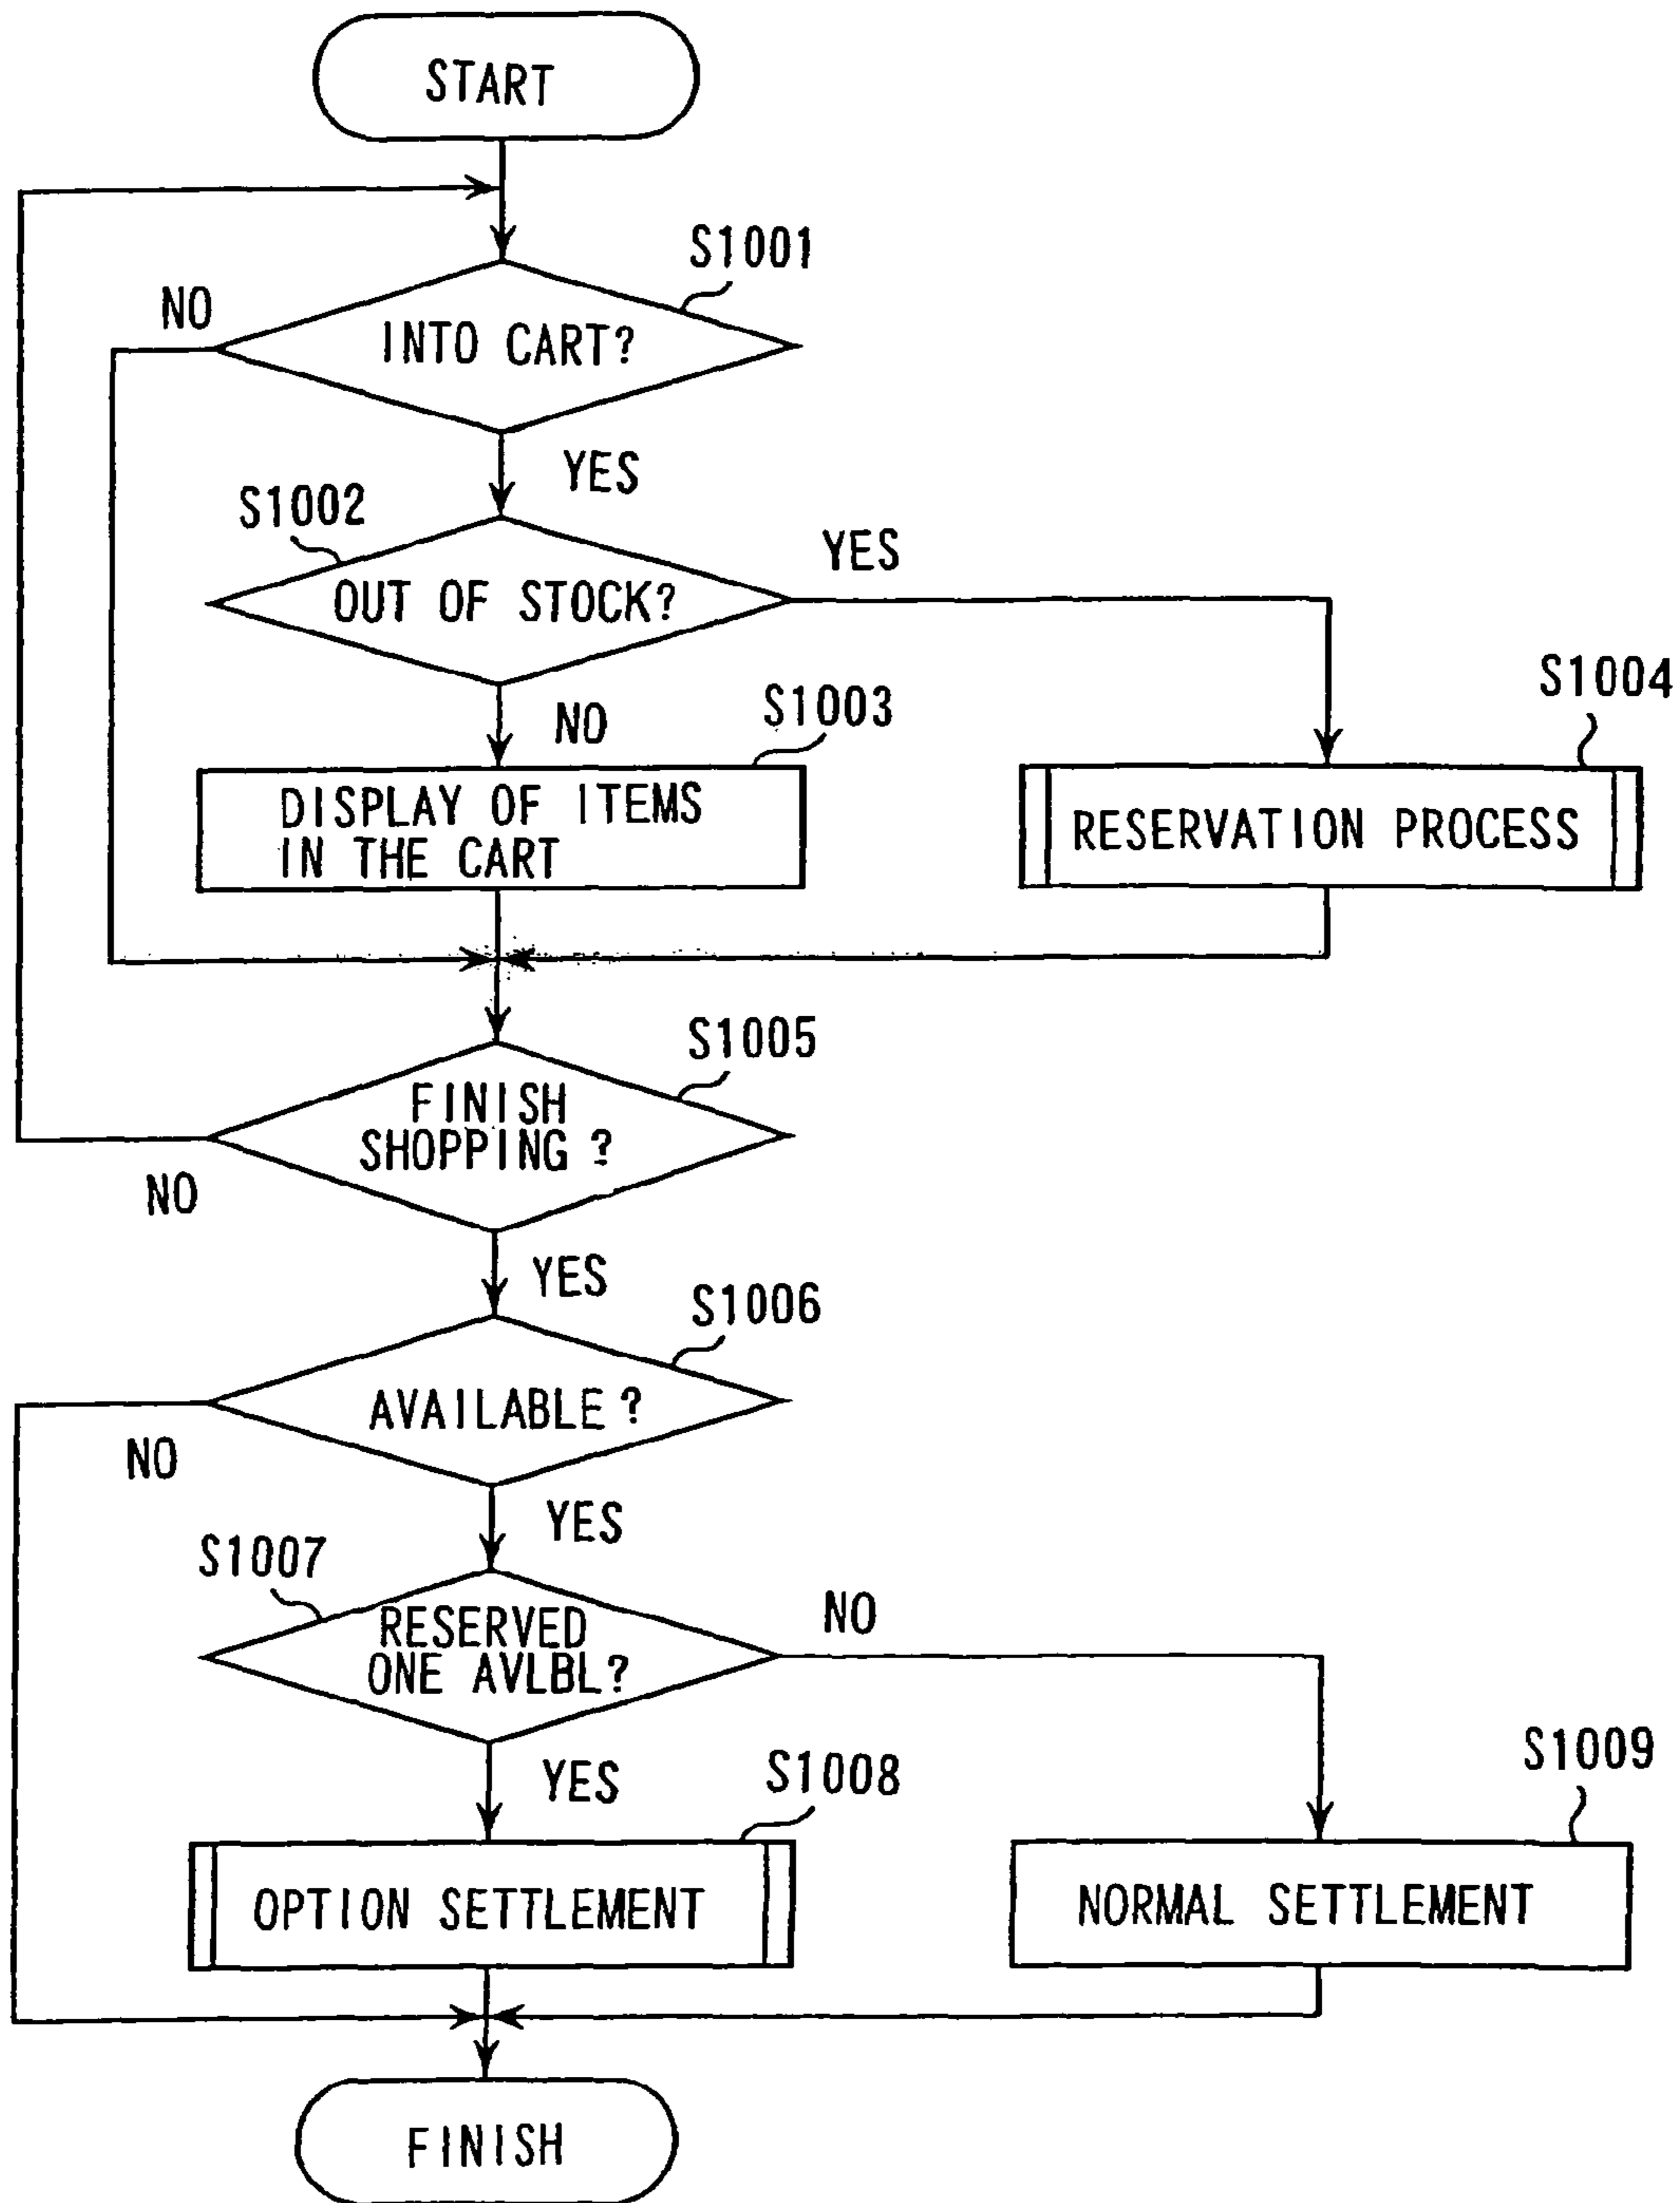 START
S1001
NO
INTO CART?
YES
S1002
YES
OUT OF STOCK?
S1004
NO
S1003
DISPLAY OF ITEMS
IN THE CART
RESERVATION PROCESS
S1005
FINISH
SHOPPING ?
NO
YES
S1006
AVAILABLE ?
NO
YES
S1007
NO
RESERVED
ONE AVLBL?
YES
S1008
S1009
OPTION SETTLEMENT
NORMAL SETTLEMENT
FINISH